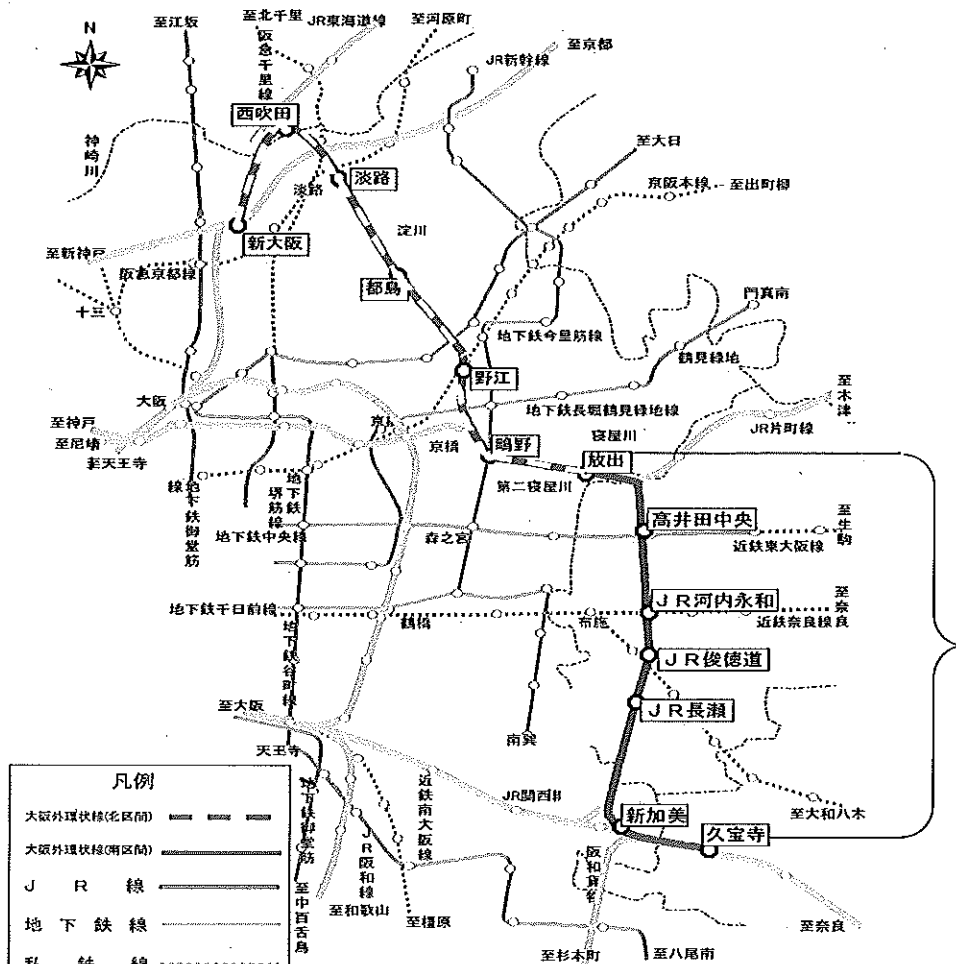 N
至江坂
至北千里
阪急千里線
JR東海道線
至河原町
JR新幹線
至京都
神崎川
西吹田
淡路
淡路
至大日
京阪本線
至出町柳
淀川
新大阪
至新神戸
阪急京都線
都島
十三
門真南
地下鉄今里筋線
鶴見緑地
野江
大阪
地下鉄長堀鶴見緑地線
至木津
至神戸
至尼崎
JR片町線
京橋
寝屋川
鴫野
放出
至天王寺
第二寝屋川
地下鉄御堂筋線
地下鉄堺筋線
高井田中央
至生駒
地下鉄中央線
森之宮
近鉄東大阪線
地下鉄千日前線
鶴橋
布施
JR河内永和
至奈良
近鉄奈良線
地下鉄谷町線
JR俊徳道
至大阪
JR長瀬
南巽
天王寺
JR関西線
新加美
至大和八木
久宝寺
地下鉄御堂筋
JR阪和線
近鉄南大阪線
阪和貨物
至中百舌鳥
至和歌山
至橿原
至杉本町
至八尾南
至奈良
凡例
大阪外環状線(北区間)
大阪外環状線(南区間)
JR線
地下鉄線
私鉄線